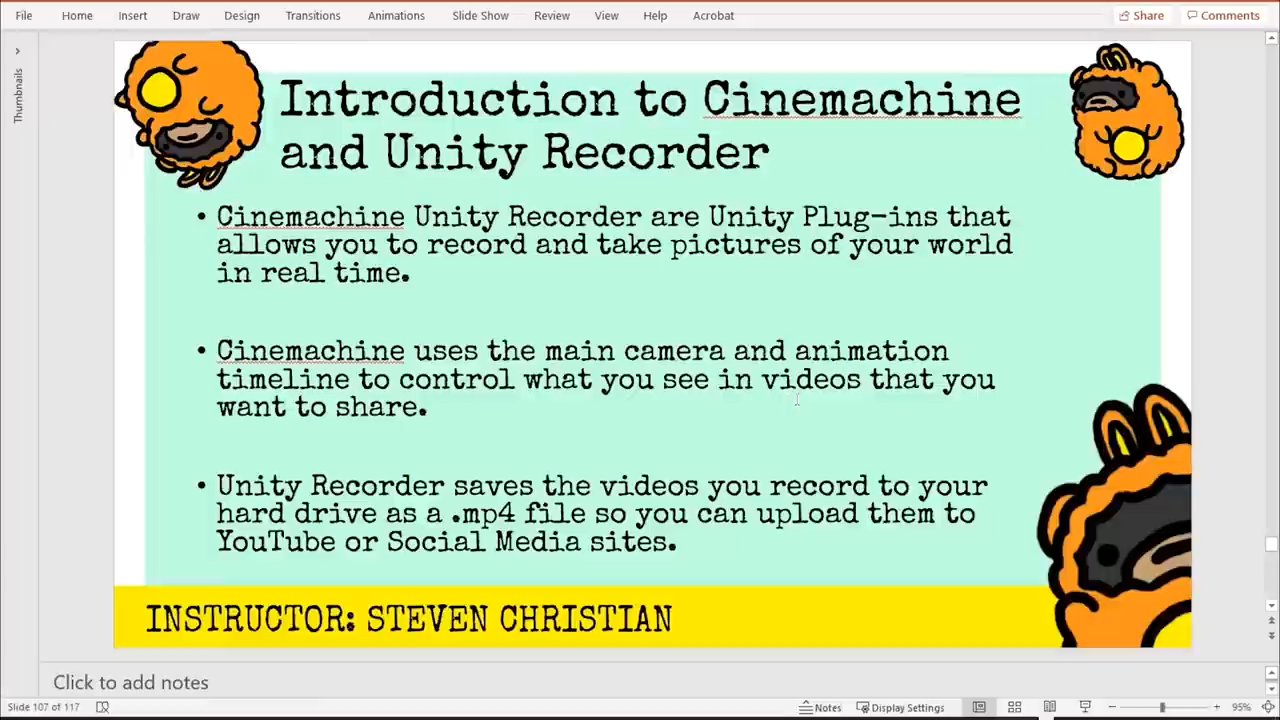 File Home Insert Draw Design Transitions Animations Slide Show Review View Help Acrobat Share Comments
Thumbnails
Introduction to Cinemachine
and Unity Recorder
• Cinemachine Unity Recorder are Unity Plug-ins that
allows you to record and take pictures of your world
in real time.
• Cinemachine uses the main camera and animation
timeline to control what you see in videos that you
want to share.
• Unity Recorder saves the videos you record to your
hard drive as a .mp4 file so you can upload them to
YouTube or Social Media sites.
INSTRUCTOR: STEVEN CHRISTIAN
Click to add notes
Slide 107 of 117 Notes Display Settings 95%